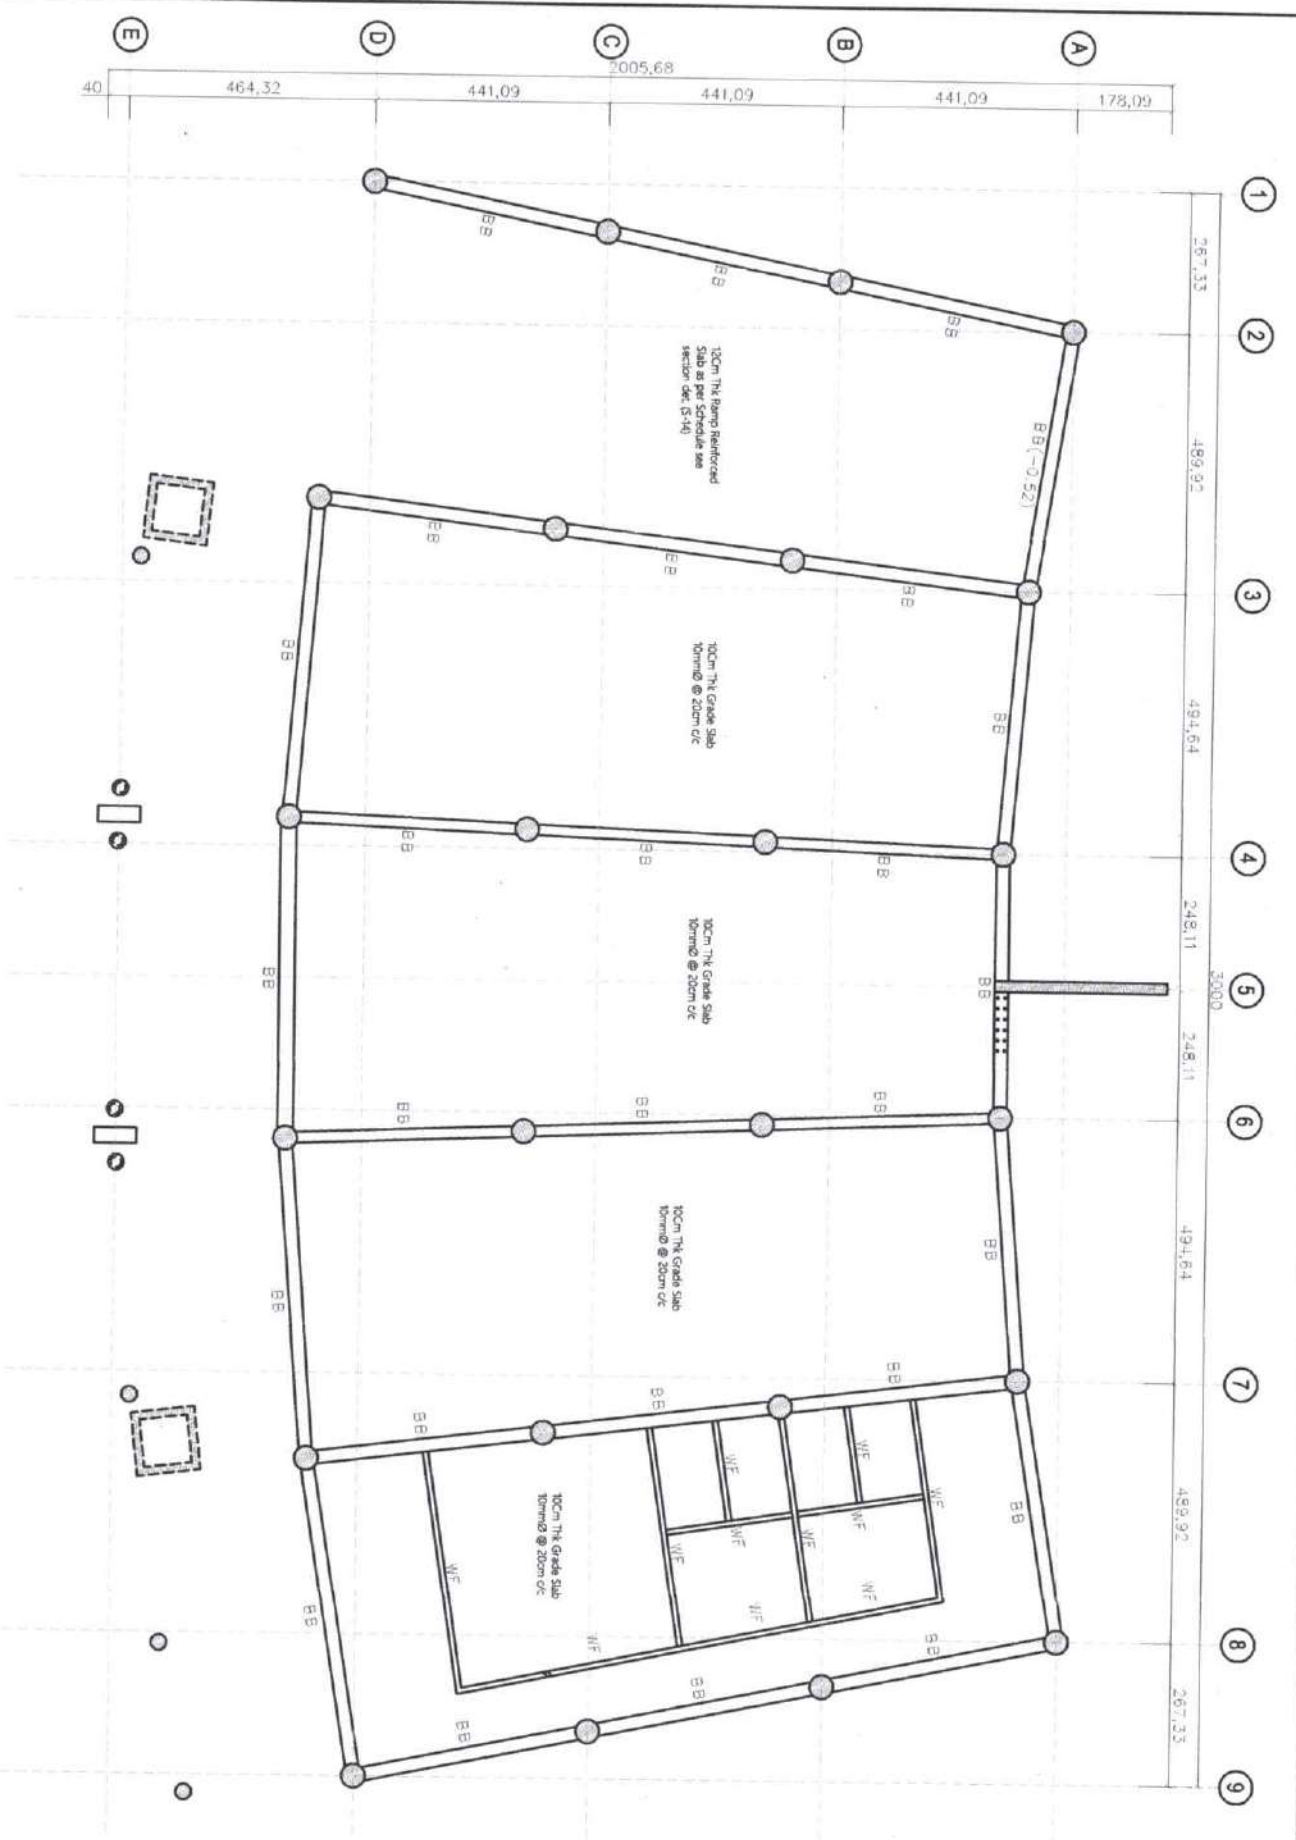 E
D
C
B
A
2005,68
40
464,32
441,09
441,09
441,09
178,09
1
267,33
2
489,92
3
494,64
4
248,11
5
3000
248,11
6
494,64
7
489,92
8
267,33
9
BB
BB
BB
BB(-0.52)
12Cm Thk Ramp Reinforced
Slab as per Schedule see
section det. (S-14)
BB
BB
BB
BB
BB
10Cm Thk Grade Slab
10mmØ @ 20cm c/c
BB
BB
BB
BB
BB
10Cm Thk Grade Slab
10mmØ @ 20cm c/c
BB
BB
BB
BB
BB
10Cm Thk Grade Slab
10mmØ @ 20cm c/c
BB
BB
BB
BB
BB
WF
WF
WF
WF
WF
WF
WF
WF
WF
WF
WF
10Cm Thk Grade Slab
10mmØ @ 20cm c/c
BB
BB
BB
BB